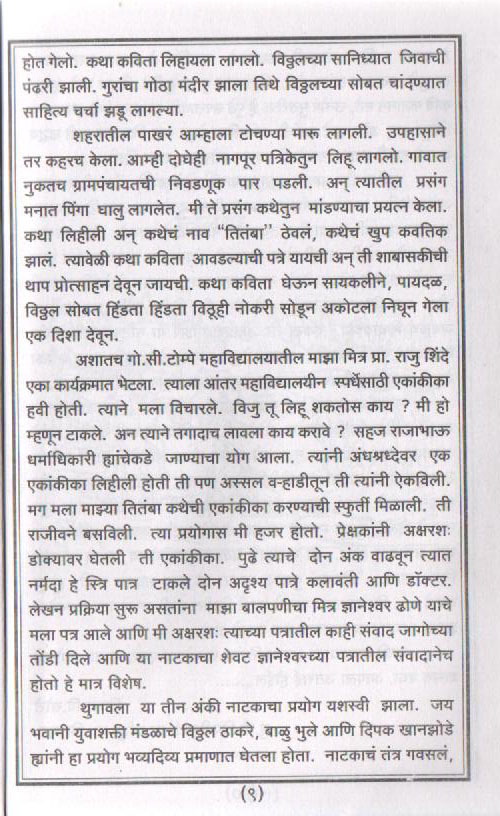 होत गेलो. कथा कविता लिहायला लागलो. विठ्ठलच्या सानिध्यात जिवाची
पंढरी झाली. गुरांचा गोठा मंदीर झाला तिथे विठ्ठलच्या सोबत चांदण्यात
साहित्य चर्चा झडू लागल्या.
शहरातील पाखरं आम्हाला टोचण्या मारू लागली. उपहासाने
तर कहरच केला. आम्ही दोघेही नागपूर पत्रिकेतुन लिहू लागलो. गावात
नुकतच ग्रामपंचायतची निवडणूक पार पडली. अन् त्यातील प्रसंग
मनात पिंगा घालु लागलेत. मी ते प्रसंग कथेतुन मांडण्याचा प्रयत्न केला.
कथा लिहीली अन् कथेचं नाव “तितंबा” ठेवलं, कथेचं खुप कवतिक
झालं. त्यावेळी कथा कविता आवडल्याची पत्रे यायची अन् ती शाबासकीची
थाप प्रोत्साहन देवून जायची. कथा कविता घेऊन सायकलीने, पायदळ,
विठ्ठल सोबत हिंडता हिंडता विठूही नोकरी सोडून अकोटला निघून गेला
एक दिशा देवून.
अशातच गो.सी.टोम्पे महाविद्यालयातील माझा मित्र प्रा. राजु शिंदे
एका कार्यक्रमात भेटला. त्याला आंतर महाविद्यालयीन स्पर्धेसाठी एकांकीका
हवी होती. त्याने मला विचारले. विजु तू लिहू शकतोस काय ? मी हो
म्हणून टाकले. अन त्याने तगादाच लावला काय करावे ? सहज राजाभाऊ
धर्माधिकारी ह्यांचेकडे जाण्याचा योग आला. त्यांनी अंधश्रध्देवर एक
एकांकीका लिहीली होती ती पण अस्सल वऱ्हाडीतून ती त्यांनी ऐकविली.
मग मला माझ्या तितंबा कथेची एकांकीका करण्याची स्फुर्ती मिळाली. ती
राजीवने बसविली. त्या प्रयोगास मी हजर होतो. प्रेक्षकांनी अक्षरशः
डोक्यावर घेतली ती एकांकीका. पुढे त्याचे दोन अंक वाढवून त्यात
नर्मदा हे स्त्रि पात्र टाकले दोन अदृश्य पात्रे कलावंती आणि डॉक्टर.
लेखन प्रक्रिया सुरू असतांना माझा बालपणीचा मित्र ज्ञानेश्वर ढोणे याचे
मला पत्र आले आणि मी अक्षरशः त्याच्या पत्रातील काही संवाद जागोच्या
तोंडी दिले आणि या नाटकाचा शेवट ज्ञानेश्वरच्या पत्रातील संवादानेच
होतो हे मात्र विशेष.
थुगावला या तीन अंकी नाटकाचा प्रयोग यशस्वी झाला. जय
भवानी युवाशक्ती मंडळाचे विठ्ठल ठाकरे, बाळु भुले आणि दिपक खानझोडे
ह्यांनी हा प्रयोग भव्यदिव्य प्रमाणात घेतला होता. नाटकाचं तंत्र गवसलं,
(९)